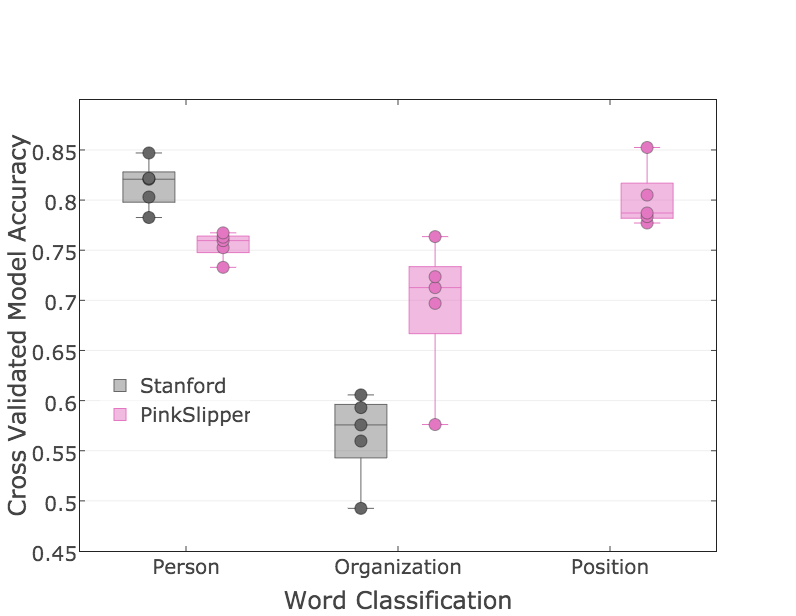 Cross Validated Model Accuracy
0.85
0.8
0.75
0.7
0.65
0.6
0.55
0.5
0.45
Stanford
PinkSlipper
Person Organization Position
Word Classification